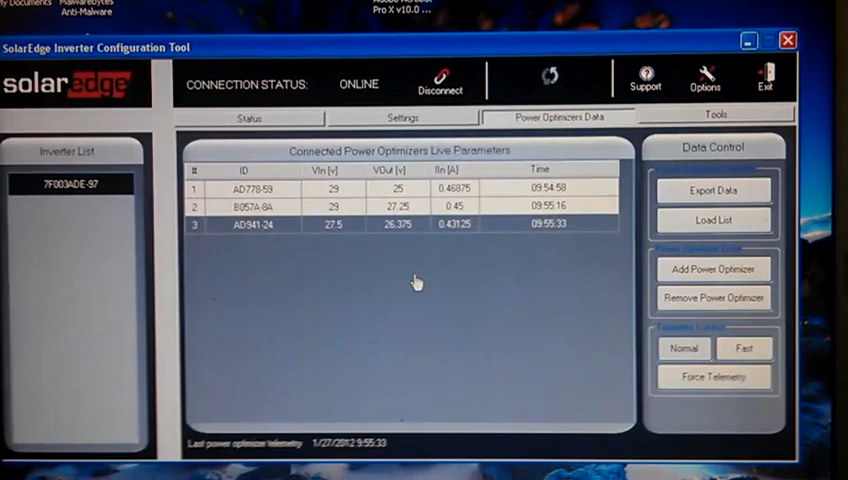 My Documents Malwarebytes
Anti-Malware
Pro X v10.0 ...
SolarEdge Inverter Configuration Tool
solaredge
CONNECTION STATUS: ONLINE
Disconnect
Support
Options
Exit
Status
Settings
Power Optimizers Data
Tools
Inverter List
7F003ADE-97
Connected Power Optimizers Live Parameters
# ID VIn [v] VOut [v] IIn [A] Time
1 AD778-59 29 25 0.46875 09:54:58
2 B057A-8A 29 27.25 0.45 09:55:16
3 AD941-24 27.5 26.375 0.43125 09:55:33
Last power optimizer telemetry 1/27/2012 9:55:33
Data Control
Export Data
Load List
Add Power Optimizer
Remove Power Optimizer
Normal
Fast
Force Telemetry